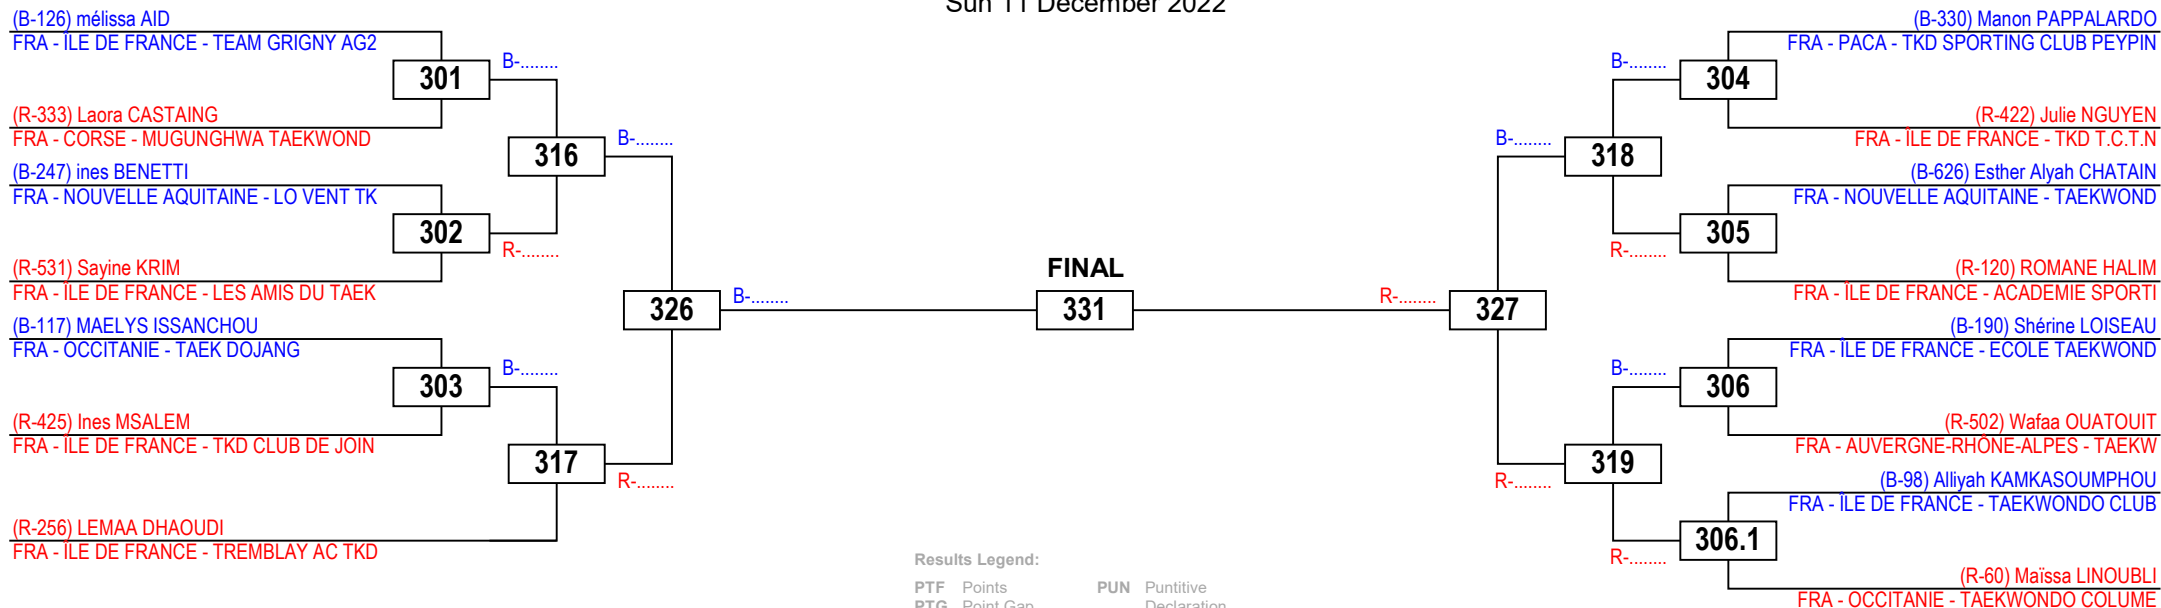 Sun 11 December 2022
(B-126) mélissa AID
FRA - ÎLE DE FRANCE - TEAM GRIGNY AG2
301
B-........
(R-333) Laora CASTAING
FRA - CORSE - MUGUNGHWA TAEKWOND
316
B-........
(B-247) ines BENETTI
FRA - NOUVELLE AQUITAINE - LO VENT TK
302
R-........
(R-531) Sayine KRIM
FRA - ÎLE DE FRANCE - LES AMIS DU TAEK
326
B-........
(B-117) MAELYS ISSANCHOU
FRA - OCCITANIE - TAEK DOJANG
303
B-........
(R-425) Ines MSALEM
FRA - ÎLE DE FRANCE - TKD CLUB DE JOIN
317
R-........
(R-256) LEMAA DHAOUDI
FRA - ÎLE DE FRANCE - TREMBLAY AC TKD
FINAL
331
(B-330) Manon PAPPALARDO
FRA - PACA - TKD SPORTING CLUB PEYPIN
B-........
304
(R-422) Julie NGUYEN
FRA - ÎLE DE FRANCE - TKD T.C.T.N
B-........
318
(B-626) Esther Alyah CHATAIN
FRA - NOUVELLE AQUITAINE - TAEKWOND
R-........
305
(R-120) ROMANE HALIM
FRA - ÎLE DE FRANCE - ACADEMIE SPORTI
R-........
327
(B-190) Shérine LOISEAU
FRA - ÎLE DE FRANCE - ECOLE TAEKWOND
B-........
306
(R-502) Wafaa OUATOUIT
FRA - AUVERGNE-RHÔNE-ALPES - TAEKW
R-........
319
(B-98) Alliyah KAMKASOUMPHOU
FRA - ÎLE DE FRANCE - TAEKWONDO CLUB
R-........
306.1
(R-60) Maïssa LINOUBLI
FRA - OCCITANIE - TAEKWONDO COLUME
Results Legend:
PTF Points PUN Puntitive
PTG Point Gap Declaration